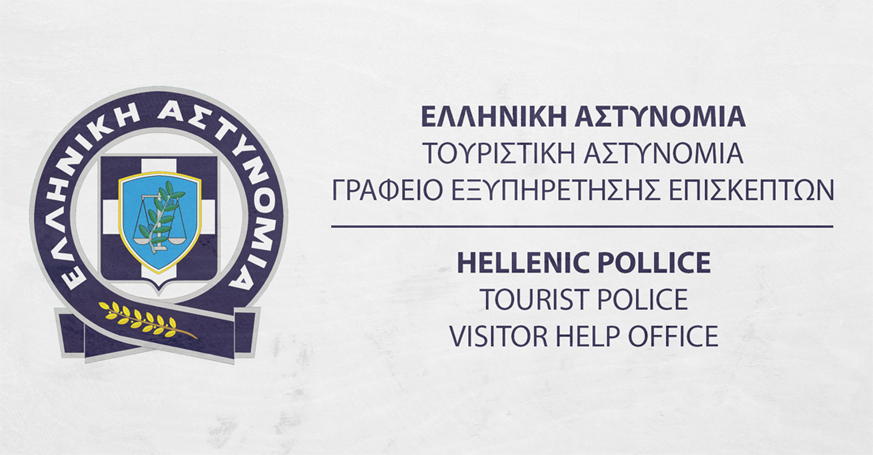 ΕΛΛΗΝΙΚΗ ΑΣΤΥΝΟΜΙΑ
ΕΛΛΗΝΙΚΗ ΑΣΤΥΝΟΜΙΑ
ΤΟΥΡΙΣΤΙΚΗ ΑΣΤΥΝΟΜΙΑ
ΓΡΑΦΕΙΟ ΕΞΥΠΗΡΕΤΗΣΗΣ ΕΠΙΣΚΕΠΤΩΝ
HELLENIC POLLICE
TOURIST POLICE
VISITOR HELP OFFICE